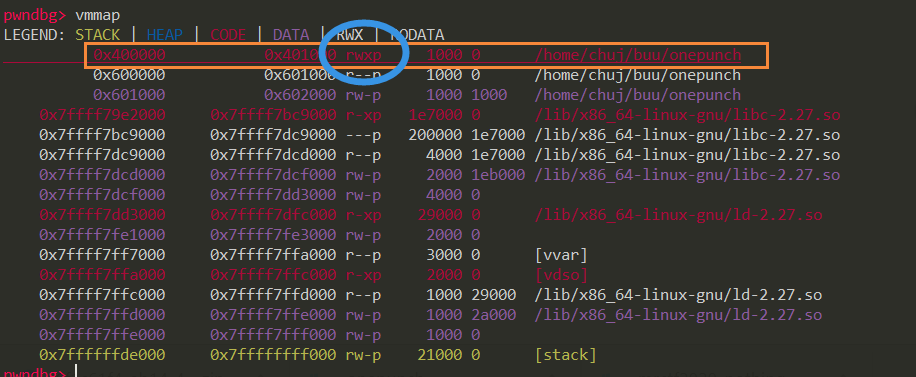 pwndbg> vmmap
LEGEND: STACK | HEAP | CODE | DATA | RWX | RODATA
0x400000 0x401000 rwxp 1000 0 /home/chuj/buu/onepunch
0x600000 0x601000 r--p 1000 0 /home/chuj/buu/onepunch
0x601000 0x602000 rw-p 1000 1000 /home/chuj/buu/onepunch
0x7ffff79e2000 0x7ffff7bc9000 r-xp 1e7000 0 /lib/x86_64-linux-gnu/libc-2.27.so
0x7ffff7bc9000 0x7ffff7dc9000 ---p 200000 1e7000 /lib/x86_64-linux-gnu/libc-2.27.so
0x7ffff7dc9000 0x7ffff7dcd000 r--p 4000 1e7000 /lib/x86_64-linux-gnu/libc-2.27.so
0x7ffff7dcd000 0x7ffff7dcf000 rw-p 2000 1eb000 /lib/x86_64-linux-gnu/libc-2.27.so
0x7ffff7dcf000 0x7ffff7dd3000 rw-p 4000 0
0x7ffff7dd3000 0x7ffff7dfc000 r-xp 29000 0 /lib/x86_64-linux-gnu/ld-2.27.so
0x7ffff7fe1000 0x7ffff7fe3000 rw-p 2000 0
0x7ffff7ff7000 0x7ffff7ffa000 r--p 3000 0 [vvar]
0x7ffff7ffa000 0x7ffff7ffc000 r-xp 2000 0 [vdso]
0x7ffff7ffc000 0x7ffff7ffd000 r--p 1000 29000 /lib/x86_64-linux-gnu/ld-2.27.so
0x7ffff7ffd000 0x7ffff7ffe000 rw-p 1000 2a000 /lib/x86_64-linux-gnu/ld-2.27.so
0x7ffff7ffe000 0x7ffff7fff000 rw-p 1000 0
0x7ffffffde000 0x7ffffffff000 rw-p 21000 0 [stack]
pwndbg>